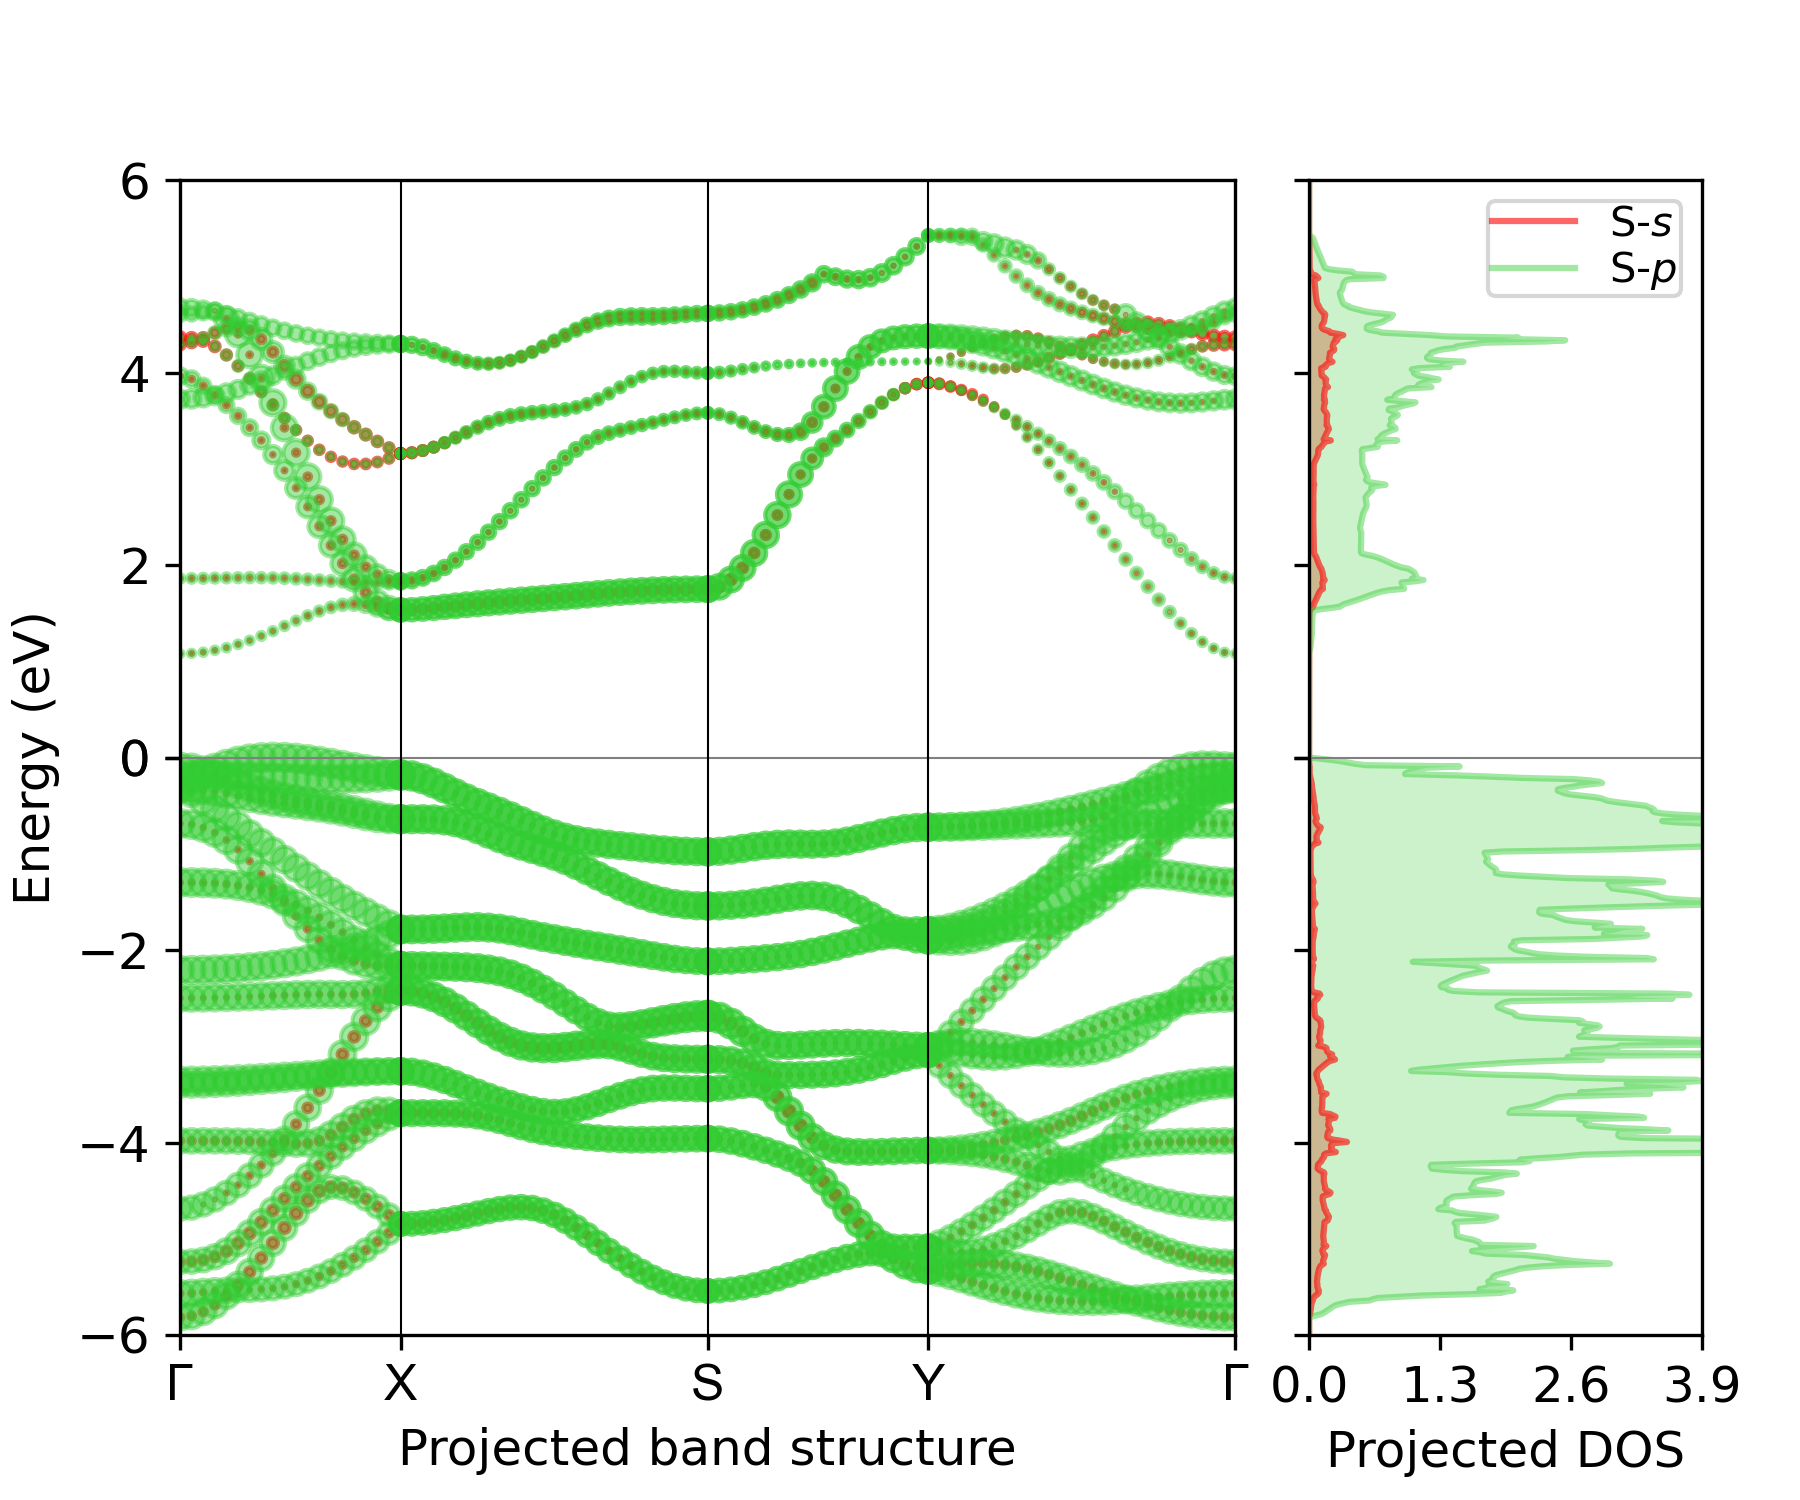 6
4
2
0
−2
−4
−6
Energy (eV)
Γ X S Y Γ
Projected band structure
S-s
S-p
0.0 1.3 2.6 3.9
Projected DOS